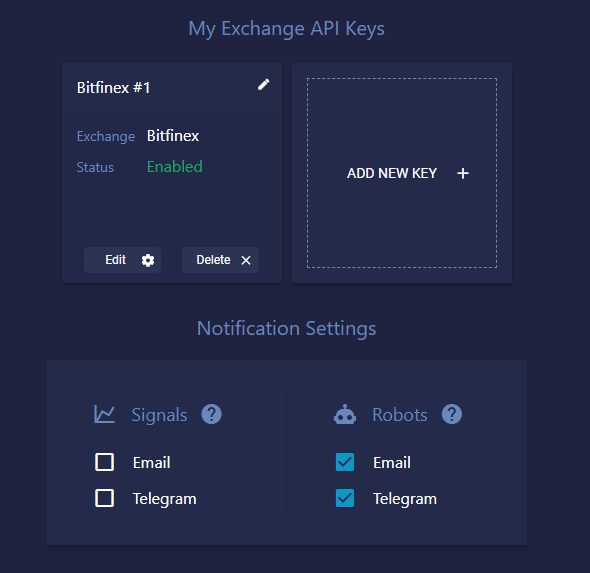 My Exchange API Keys
Bitfinex #1
Exchange Bitfinex
Status Enabled
Edit
Delete
ADD NEW KEY +
Notification Settings
Signals ?
Email
Telegram
Robots ?
Email
Telegram